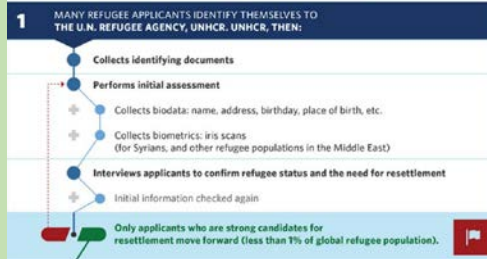 1
MANY REFUGEE APPLICANTS IDENTIFY THEMSELVES TO
THE U.N. REFUGEE AGENCY, UNHCR. UNHCR, THEN:
Collects identifying documents
Performs initial assessment
Collects biodata: name, address, birthday, place of birth, etc.
Collects biometrics: iris scans
(for Syrians, and other refugee populations in the Middle East)
Interviews applicants to confirm refugee status and the need for resettlement
Initial information checked again
Only applicants who are strong candidates for
resettlement move forward (less than 1% of global refugee population).